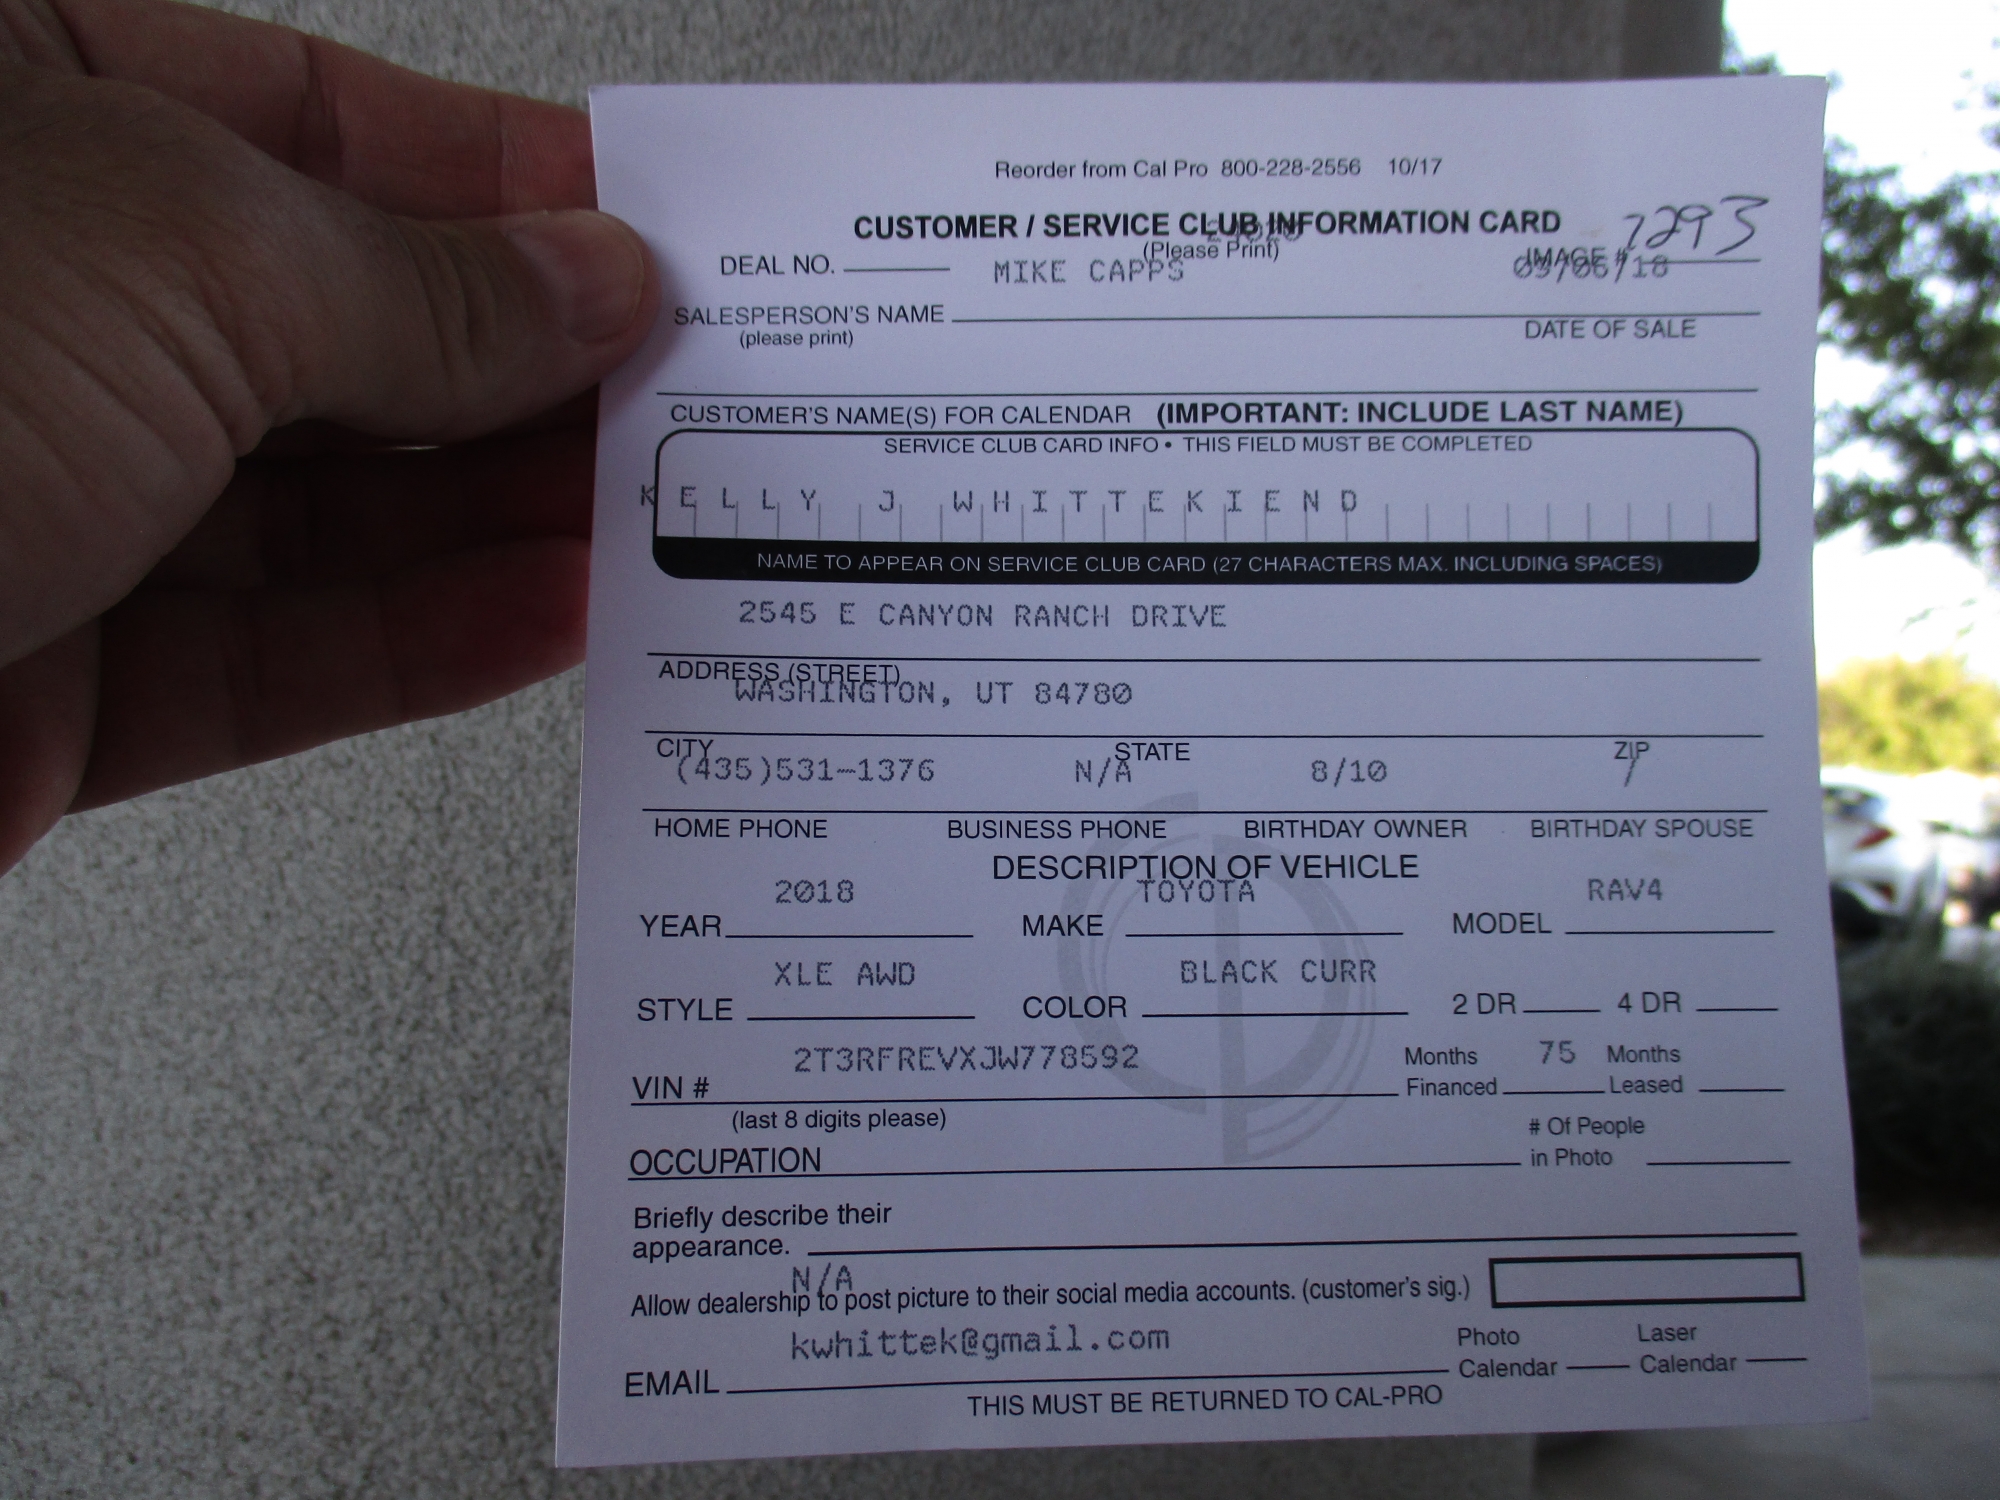 Reorder from Cal Pro 800-228-2556 10/17
CUSTOMER / SERVICE CLUB INFORMATION CARD
(Please Print)
7293
DEAL NO. IMAGE #
MIKE CAPPS /18
SALESPERSON'S NAME
(please print) DATE OF SALE
CUSTOMER'S NAME(S) FOR CALENDAR (IMPORTANT: INCLUDE LAST NAME)
SERVICE CLUB CARD INFO • THIS FIELD MUST BE COMPLETED
KELLY J WHITTEKIEND
NAME TO APPEAR ON SERVICE CLUB CARD (27 CHARACTERS MAX. INCLUDING SPACES)
2545 E CANYON RANCH DRIVE
ADDRESS (STREET)
WASHINGTON, UT 84780
CITY STATE ZIP
(435)531-1376 N/A 8/10 /
HOME PHONE BUSINESS PHONE BIRTHDAY OWNER BIRTHDAY SPOUSE
DESCRIPTION OF VEHICLE
2018 TOYOTA RAV4
YEAR MAKE MODEL
XLE AWD BLACK CURR
STYLE COLOR 2 DR 4 DR
2T3RFREVXJW778592 75
VIN # Months Financed Months Leased
(last 8 digits please)
OCCUPATION # Of People in Photo
Briefly describe their
appearance.
N/A
Allow dealership to post picture to their social media accounts. (customer's sig.)
kwhittek@gmail.com
EMAIL Photo Calendar Laser Calendar
THIS MUST BE RETURNED TO CAL-PRO